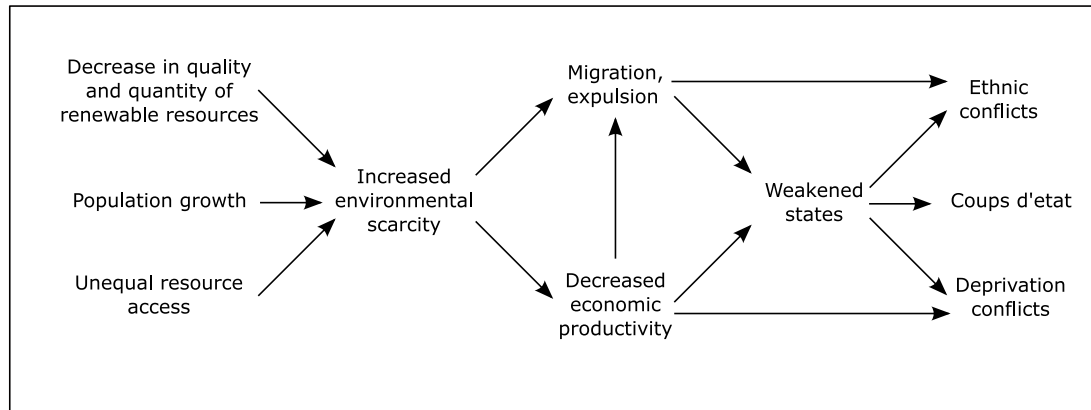 Decrease in quality
and quantity of
renewable resources
Population growth
Unequal resource
access
Increased
environmental
scarcity
Migration,
expulsion
Decreased
economic
productivity
Weakened
states
Ethnic
conflicts
Coups d'etat
Deprivation
conflicts